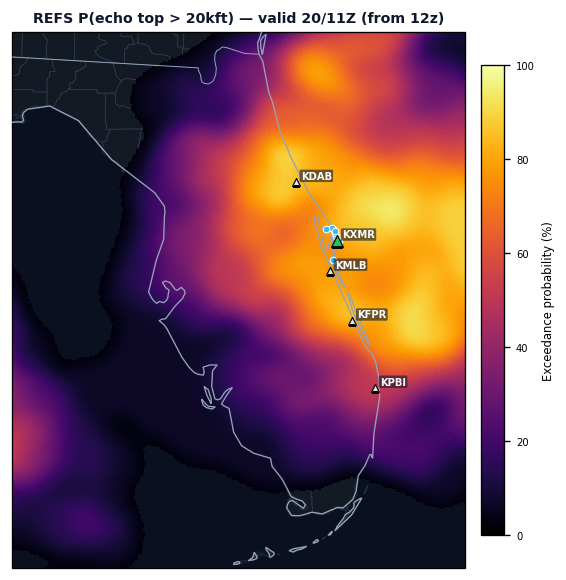 REFS P(echo top > 20kft) — valid 20/11Z (from 12z)
KDAB
KXMR
KMLB
KFPR
KPBI
100
80
60
40
20
0
Exceedance probability (%)